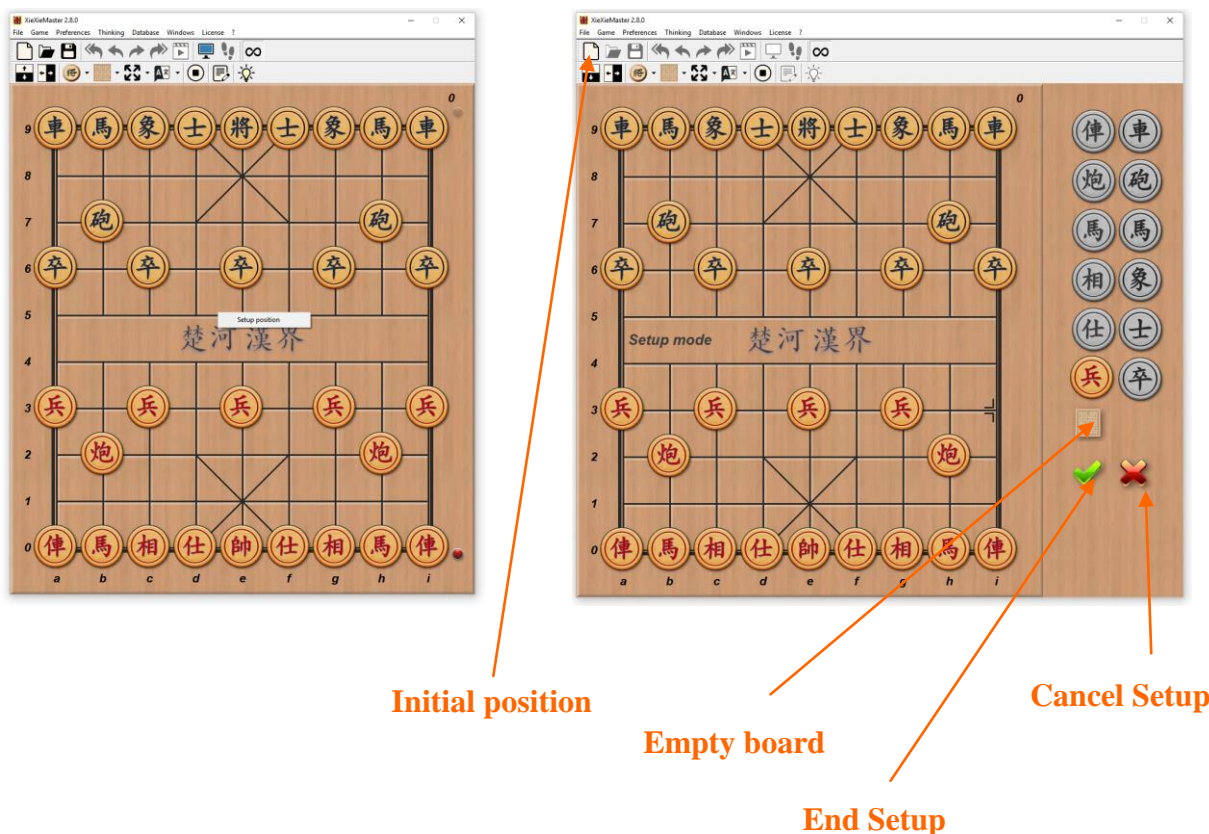 XieXieMaster 2.8.0
File Game Preferences Thinking Database Windows License ?
0
9 車 馬 象 士 將 士 象 馬 車
8
7 砲 砲
6 卒 卒 卒 卒 卒
5
Setup position
楚河漢界
4
3 兵 兵 兵 兵 兵
2 炮 炮
1
0 俥 馬 相 仕 帥 仕 相 馬 俥
a b c d e f g h i
XieXieMaster 2.8.0
File Game Preferences Thinking Database Windows License ?
0
9 車 馬 象 士 將 士 象 馬 車
8
7 砲 砲
6 卒 卒 卒 卒 卒
5
Setup mode 楚河漢界
4
3 兵 兵 兵 兵
2 炮 炮
1
0 俥 馬 相 仕 帥 仕 相 馬 俥
a b c d e f g h i
俥 車
炮 砲
馬 馬
相 象
仕 士
兵 卒
Initial position
Empty board
End Setup
Cancel Setup